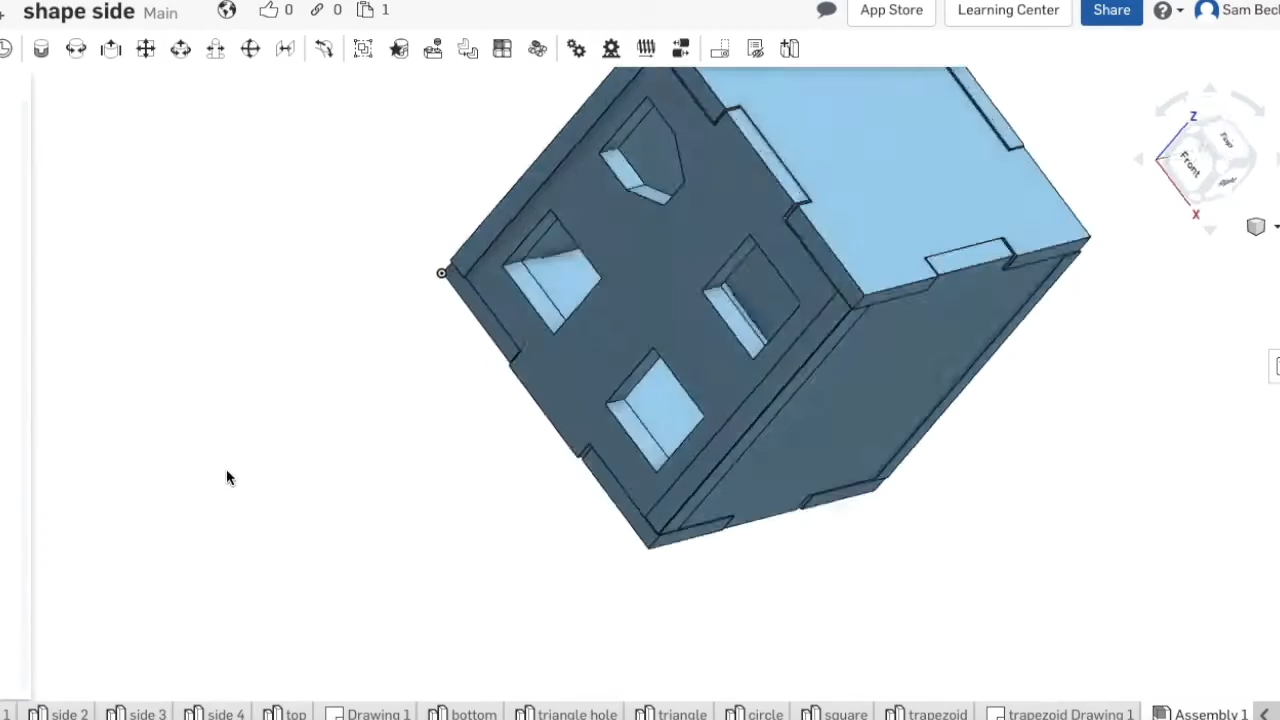 shape side Main 0 0 1 App Store Learning Center Share Sam Bec
Z
Front
X
1 side 2 side 3 side 4 top Drawing 1 bottom triangle hole triangle circle square trapezoid trapezoid Drawing 1 Assembly 1